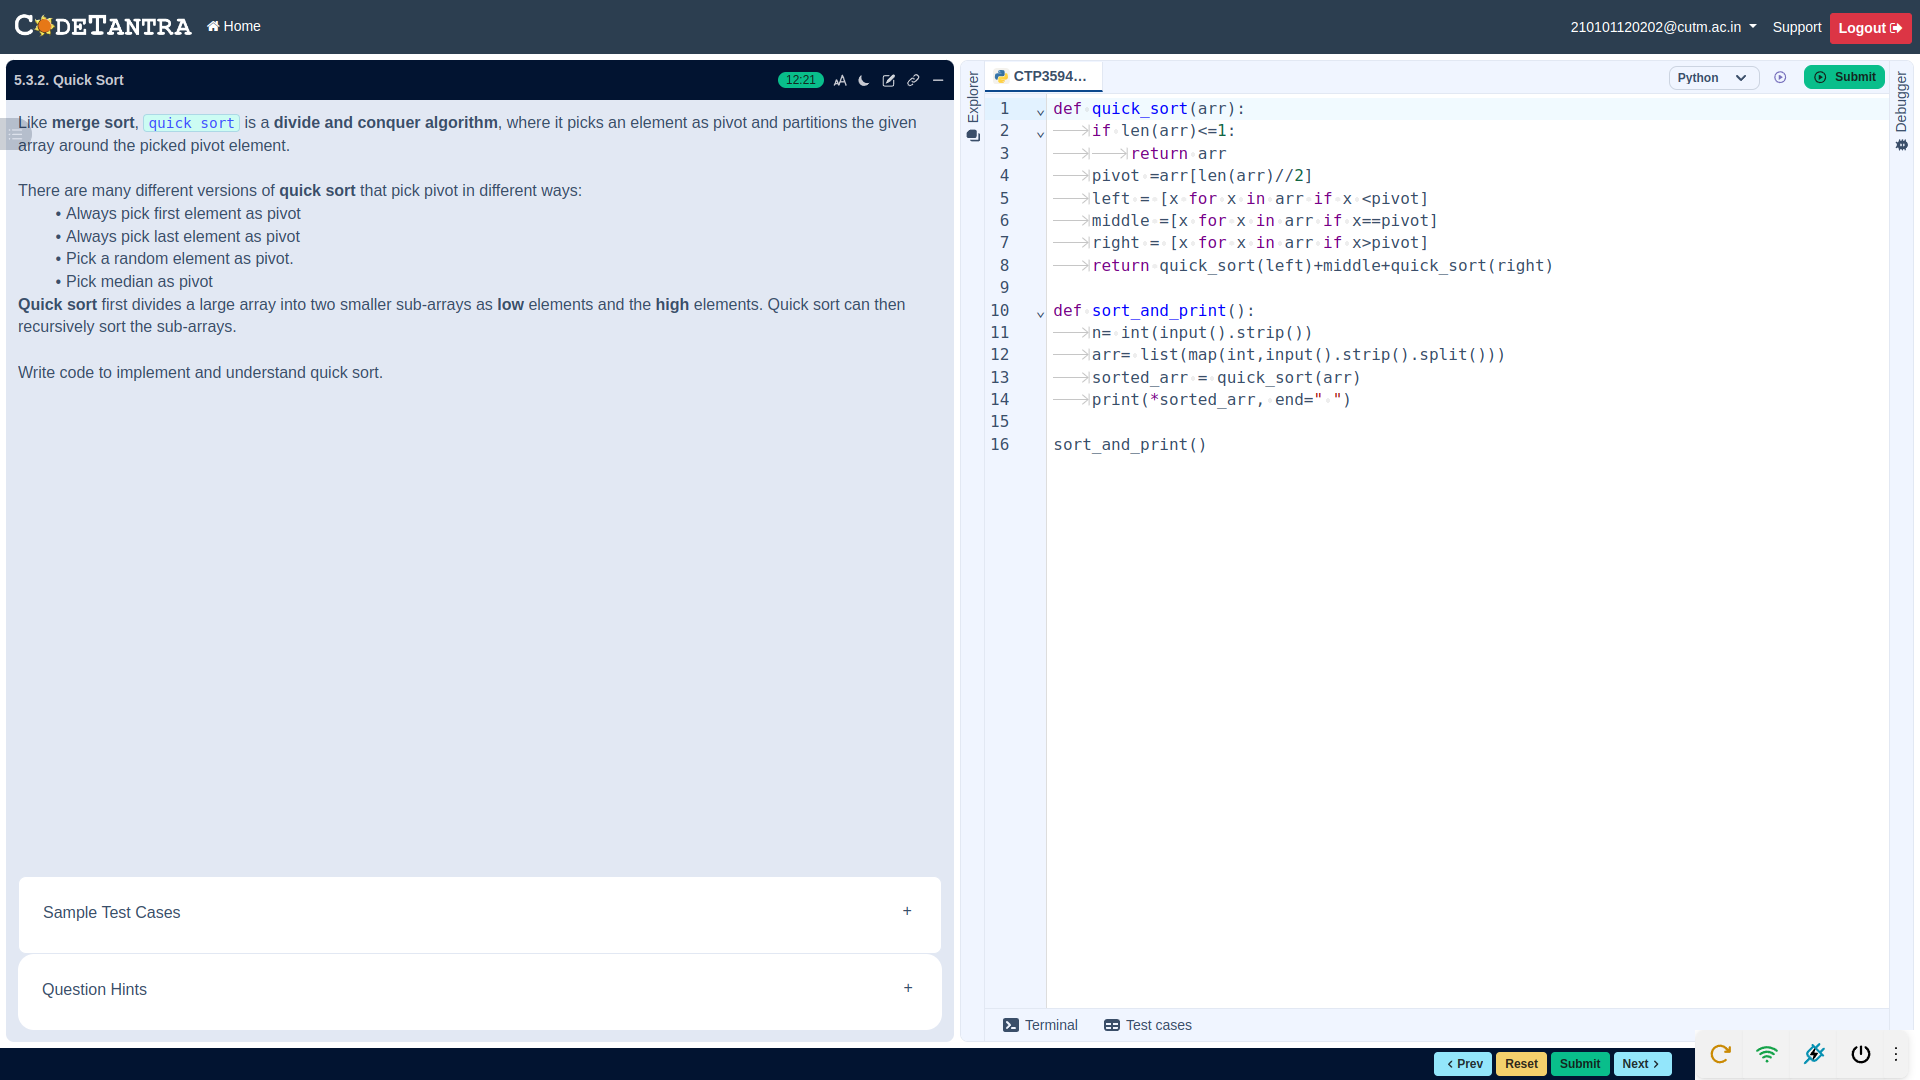 CODETANTRA Home 210101120202@cutm.ac.in Support Logout
5.3.2. Quick Sort 12:21 AA
Like merge sort, quick sort is a divide and conquer algorithm, where it picks an element as pivot and partitions the given
array around the picked pivot element.
There are many different versions of quick sort that pick pivot in different ways:
• Always pick first element as pivot
• Always pick last element as pivot
• Pick a random element as pivot.
• Pick median as pivot
Quick sort first divides a large array into two smaller sub-arrays as low elements and the high elements. Quick sort can then
recursively sort the sub-arrays.
Write code to implement and understand quick sort.
Sample Test Cases +
Question Hints +
Explorer
CTP3594...
Python
Submit
Debugger
1 def quick_sort(arr):
2 if len(arr)<=1:
3 return arr
4 pivot =arr[len(arr)//2]
5 left = [x for x in arr if x <pivot]
6 middle =[x for x in arr if x==pivot]
7 right = [x for x in arr if x>pivot]
8 return quick_sort(left)+middle+quick_sort(right)
9
10 def sort_and_print():
11 n= int(input().strip())
12 arr= list(map(int,input().strip().split()))
13 sorted_arr = quick_sort(arr)
14 print(*sorted_arr, end=" ")
15
16 sort_and_print()
Terminal Test cases
< Prev Reset Submit Next >